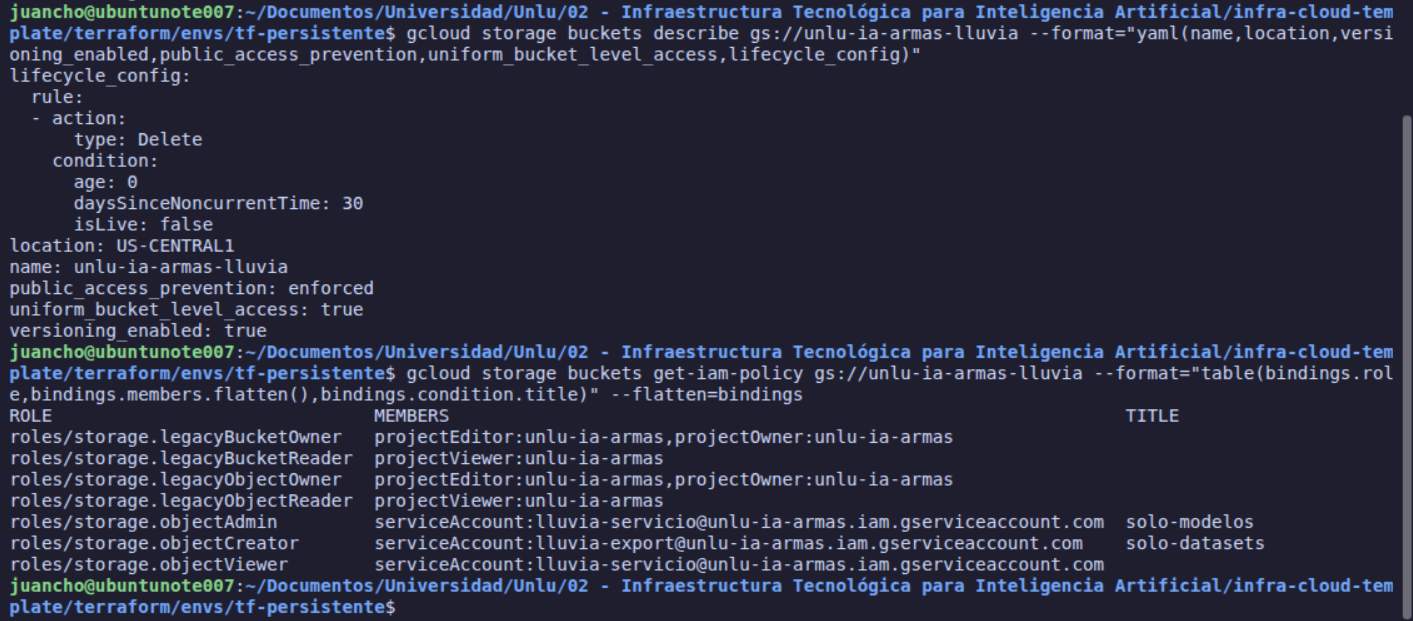 juancho@ubuntunote007:~/Documentos/Universidad/Unlu/02 - Infraestructura Tecnológica para Inteligencia Artificial/infra-cloud-tem
plate/terraform/envs/tf-persistente$ gcloud storage buckets describe gs://unlu-ia-armas-lluvia --format="yaml(name,location,versi
oning_enabled,public_access_prevention,uniform_bucket_level_access,lifecycle_config)"
lifecycle_config:
  rule:
  - action:
      type: Delete
    condition:
      age: 0
      daysSinceNoncurrentTime: 30
      isLive: false
location: US-CENTRAL1
name: unlu-ia-armas-lluvia
public_access_prevention: enforced
uniform_bucket_level_access: true
versioning_enabled: true
juancho@ubuntunote007:~/Documentos/Universidad/Unlu/02 - Infraestructura Tecnológica para Inteligencia Artificial/infra-cloud-tem
plate/terraform/envs/tf-persistente$ gcloud storage buckets get-iam-policy gs://unlu-ia-armas-lluvia --format="table(bindings.rol
e,bindings.members.flatten(),bindings.condition.title)" --flatten=bindings
ROLE                              MEMBERS                                                               TITLE
roles/storage.legacyBucketOwner   projectEditor:unlu-ia-armas,projectOwner:unlu-ia-armas
roles/storage.legacyBucketReader  projectViewer:unlu-ia-armas
roles/storage.legacyObjectOwner   projectEditor:unlu-ia-armas,projectOwner:unlu-ia-armas
roles/storage.legacyObjectReader  projectViewer:unlu-ia-armas
roles/storage.objectAdmin         serviceAccount:lluvia-servicio@unlu-ia-armas.iam.gserviceaccount.com  solo-modelos
roles/storage.objectCreator       serviceAccount:lluvia-export@unlu-ia-armas.iam.gserviceaccount.com    solo-datasets
roles/storage.objectViewer        serviceAccount:lluvia-servicio@unlu-ia-armas.iam.gserviceaccount.com
juancho@ubuntunote007:~/Documentos/Universidad/Unlu/02 - Infraestructura Tecnológica para Inteligencia Artificial/infra-cloud-tem
plate/terraform/envs/tf-persistente$